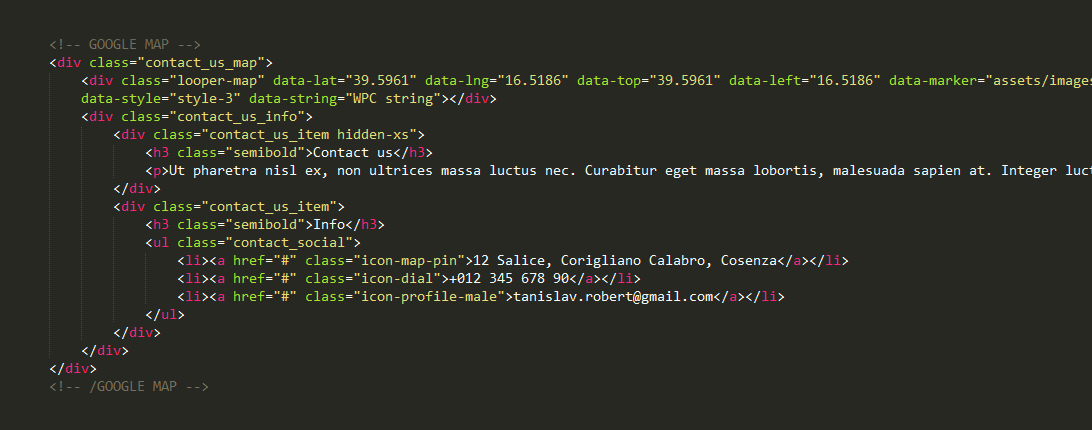 <!-- GOOGLE MAP -->
<div class="contact_us_map">
<div class="looper-map" data-lat="39.5961" data-lng="16.5186" data-top="39.5961" data-left="16.5186" data-marker="assets/images
data-style="style-3" data-string="WPC string"></div>
<div class="contact_us_info">
<div class="contact_us_item hidden-xs">
<h3 class="semibold">Contact us</h3>
<p>Ut pharetra nisl ex, non ultrices massa luctus nec. Curabitur eget massa lobortis, malesuada sapien at. Integer luct
</div>
<div class="contact_us_item">
<h3 class="semibold">Info</h3>
<ul class="contact_social">
<li><a href="#" class="icon-map-pin">12 Salice, Corigliano Calabro, Cosenza</a></li>
<li><a href="#" class="icon-dial">+012 345 678 90</a></li>
<li><a href="#" class="icon-profile-male">tanislav.robert@gmail.com</a></li>
</ul>
</div>
</div>
</div>
<!-- /GOOGLE MAP -->